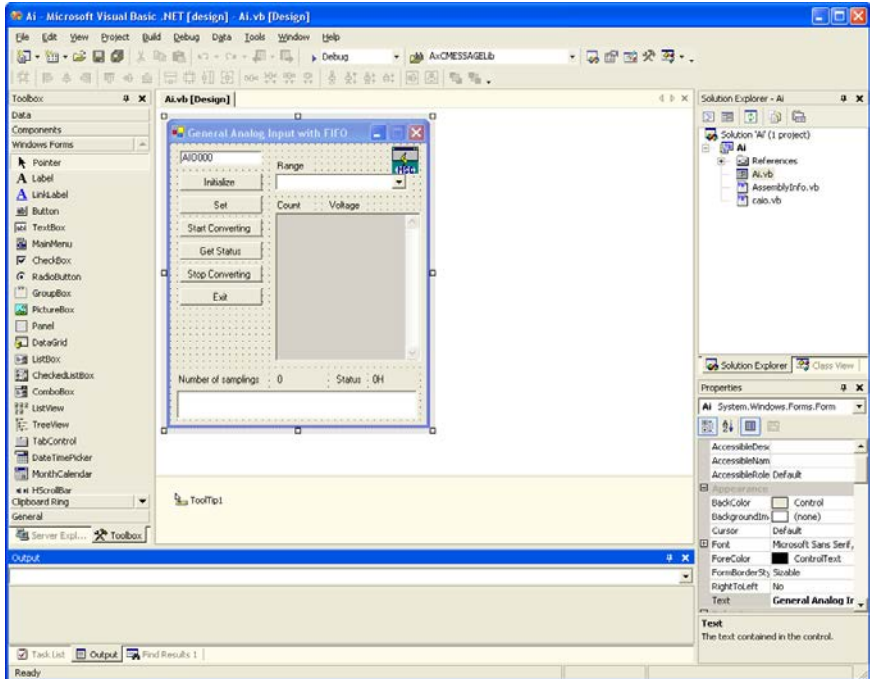 Ai - Microsoft Visual Basic .NET [design] - Ai.vb [Design]
File Edit View Project Build Debug Data Tools Window Help
Debug
AxCMESSAGELib
Toolbox
Data
Components
Windows Forms
Pointer
Label
LinkLabel
Button
TextBox
MainMenu
CheckBox
RadioButton
GroupBox
PictureBox
Panel
DataGrid
ListBox
CheckedListBox
ComboBox
ListView
TreeView
TabControl
DateTimePicker
MonthCalendar
HScrollBar
Clipboard Ring
General
Server Expl...
Toolbox
Ai.vb [Design]
General Analog Input with FIFO
AIO000
Initialize
Set
Start Converting
Get Status
Stop Converting
Exit
Range
Count Voltage
Number of samplings : 0 : Status : 0H
ToolTip1
Solution Explorer - Ai
Solution 'Ai' (1 project)
Ai
References
Ai.vb
AssemblyInfo.vb
caio.vb
Solution Explorer
Class View
Properties
Ai System.Windows.Forms.Form
AccessibleDesc
AccessibleNam
AccessibleRole Default
Appearance
BackColor Control
BackgroundIm (none)
Cursor Default
Font Microsoft Sans Serif,
ForeColor ControlText
FormBorderSty Sizable
RightToLeft No
Text General Analog Ir
Text
The text contained in the control.
Output
Task List
Output
Find Results 1
Ready